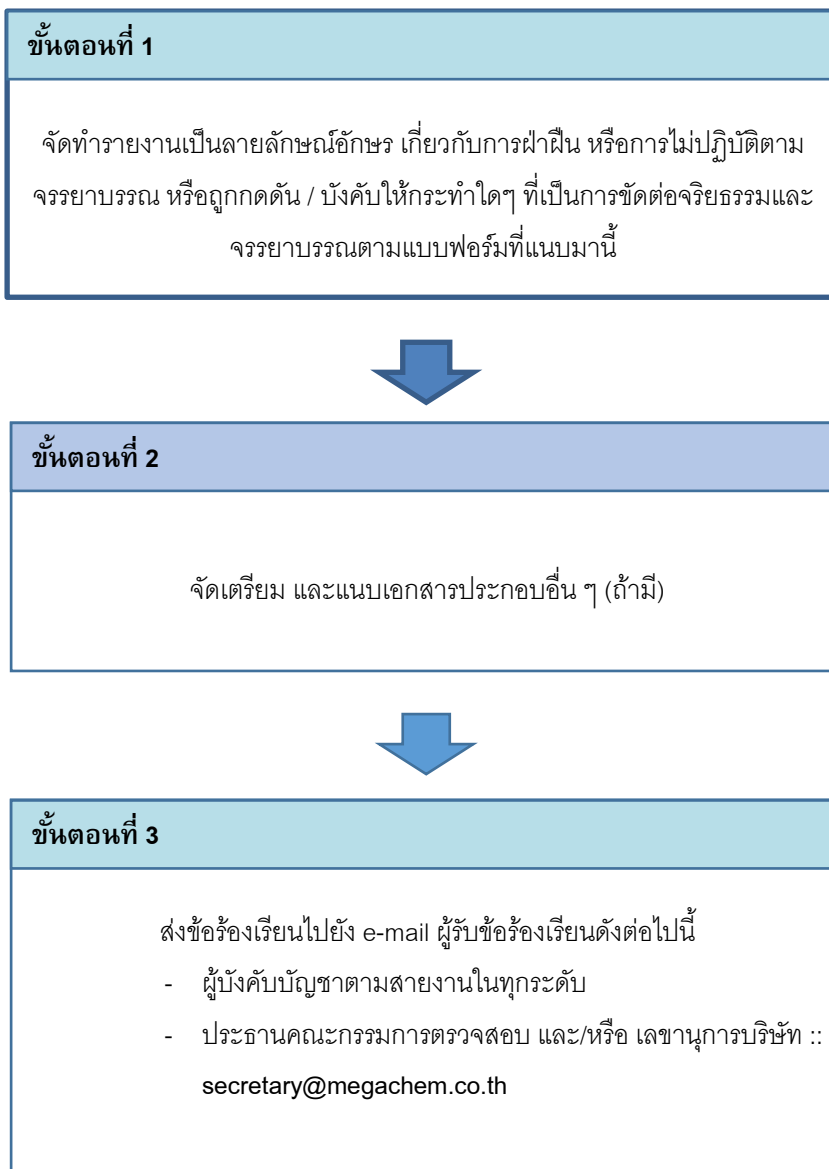 ขั้นตอนที่ 1
จัดทำรายงานเป็นลายลักษณ์อักษร เกี่ยวกับการฝ่าฝืน หรือการไม่ปฏิบัติตาม
จรรยาบรรณ หรือถูกกดดัน / บังคับให้กระทำใดๆ ที่เป็นการขัดต่อจริยธรรมและ
จรรยาบรรณตามแบบฟอร์มที่แนบมานี้
ขั้นตอนที่ 2
จัดเตรียม และแนบเอกสารประกอบอื่น ๆ (ถ้ามี)
ขั้นตอนที่ 3
ส่งข้อร้องเรียนไปยัง e-mail ผู้รับข้อร้องเรียนดังต่อไปนี้
- ผู้บังคับบัญชาตามสายงานในทุกระดับ
- ประธานคณะกรรมการตรวจสอบ และ/หรือ เลขานุการบริษัท ::
secretary@megachem.co.th